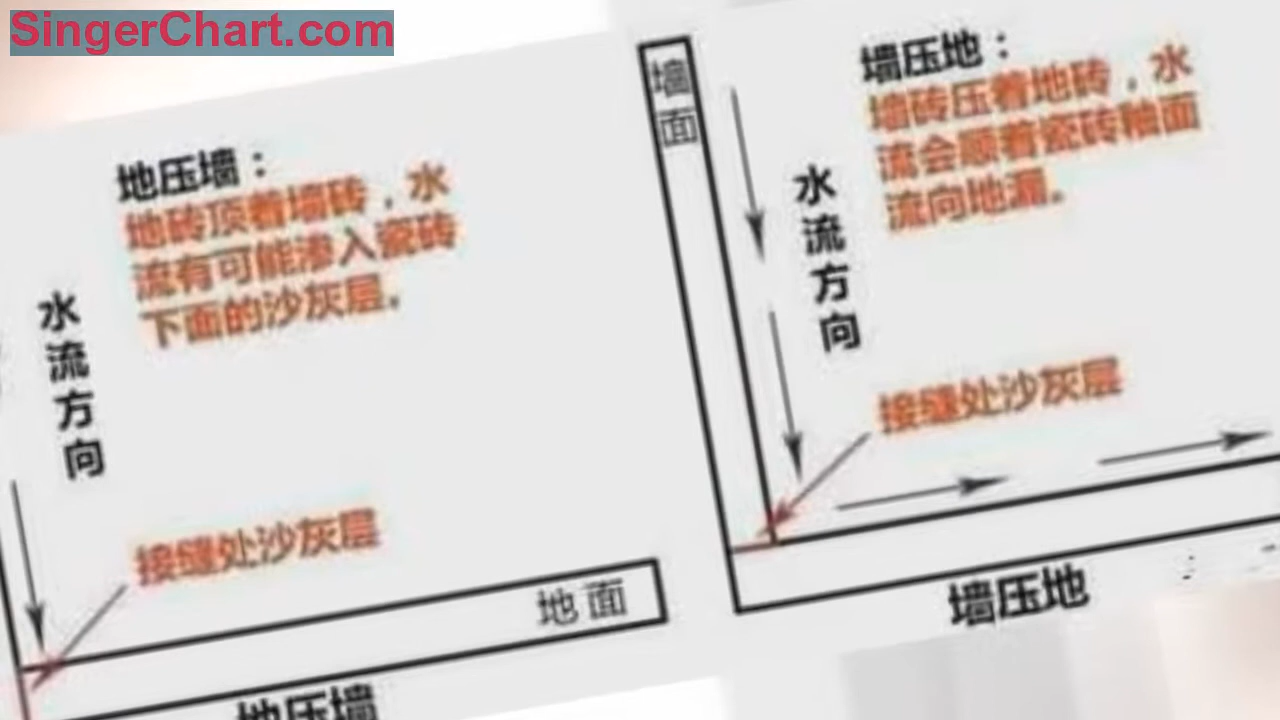 SingerChart.com
地压墙：
地砖顶着墙砖，水
流有可能渗入瓷砖
下面的沙灰层。
水流方向
接缝处沙灰层
地面
地压墙
墙面
墙压地：
墙砖压着地砖，水
流会顺着瓷砖釉面
流向地漏。
水流方向
接缝处沙灰层
墙压地